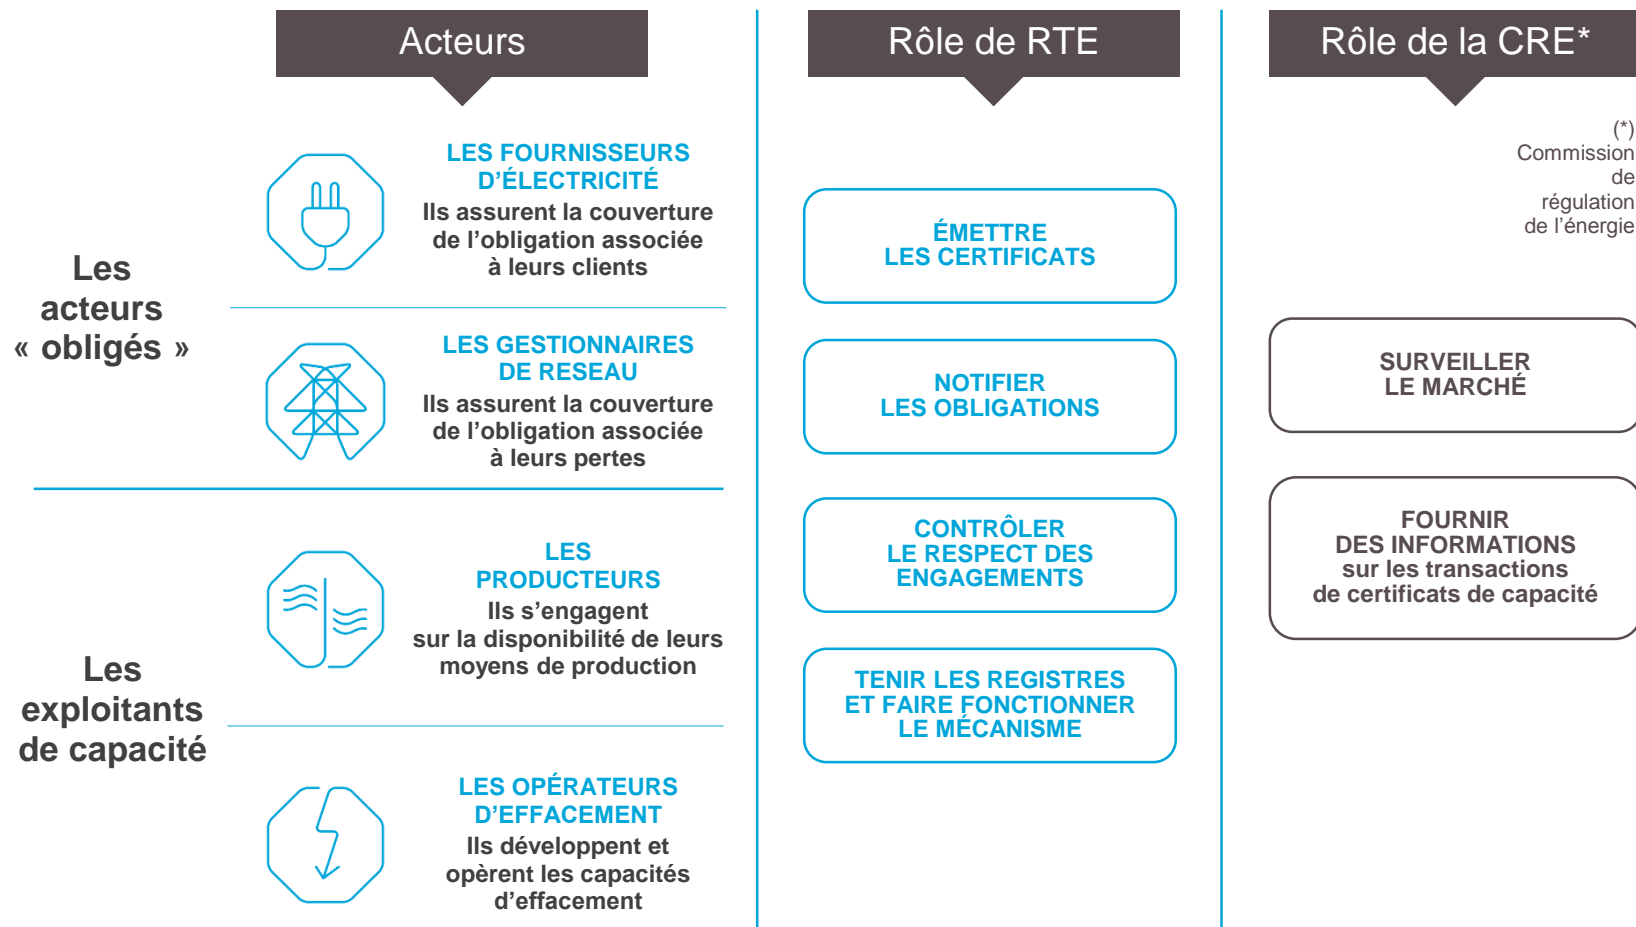 Acteurs
Rôle de RTE
Rôle de la CRE*
(*)
Commission
de
régulation
de l’énergie
Les
acteurs
« obligés »
LES FOURNISSEURS
D’ÉLECTRICITÉ
Ils assurent la couverture
de l’obligation associée
à leurs clients
LES GESTIONNAIRES
DE RESEAU
Ils assurent la couverture
de l’obligation associée
à leurs pertes
Les
exploitants
de capacité
LES
PRODUCTEURS
Ils s’engagent
sur la disponibilité de leurs
moyens de production
LES OPÉRATEURS
D’EFFACEMENT
Ils développent et
opèrent les capacités
d’effacement
ÉMETTRE
LES CERTIFICATS
NOTIFIER
LES OBLIGATIONS
CONTRÔLER
LE RESPECT DES
ENGAGEMENTS
TENIR LES REGISTRES
ET FAIRE FONCTIONNER
LE MÉCANISME
SURVEILLER
LE MARCHÉ
FOURNIR
DES INFORMATIONS
sur les transactions
de certificats de capacité